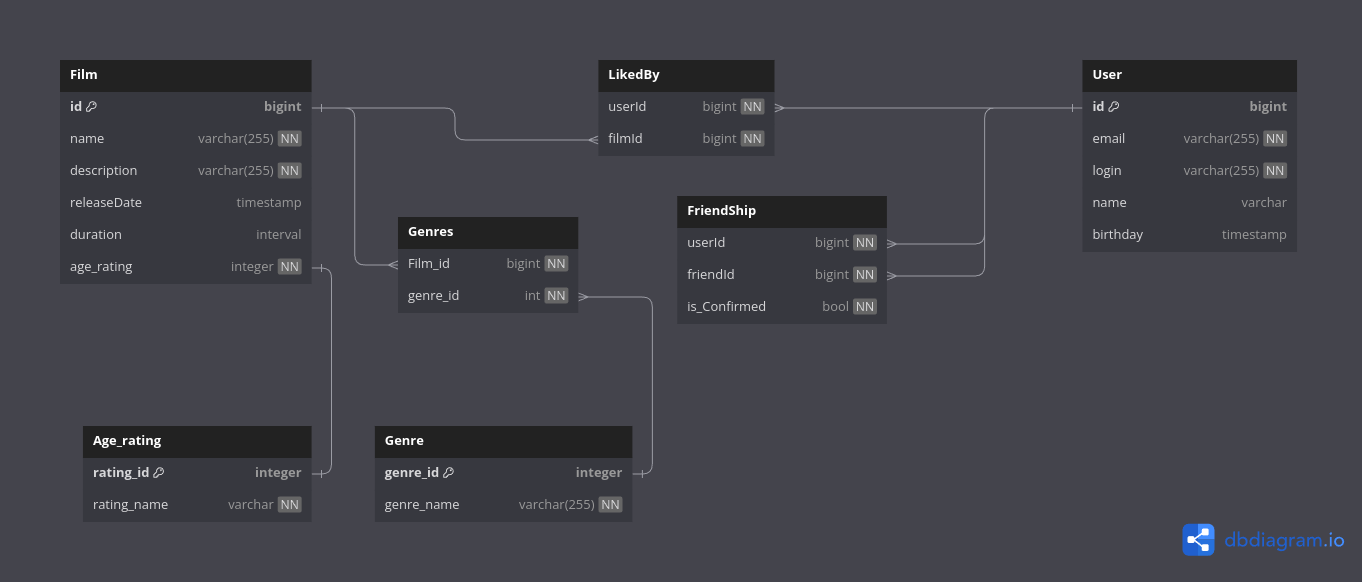 Film
id bigint
name varchar(255) NN
description varchar(255) NN
releaseDate timestamp
duration interval
age_rating integer NN
LikedBy
userId bigint NN
filmId bigint NN
User
id bigint
email varchar(255) NN
login varchar(255) NN
name varchar
birthday timestamp
Genres
Film_id bigint NN
genre_id int NN
FriendShip
userId bigint NN
friendId bigint NN
is_Confirmed bool NN
Age_rating
rating_id integer
rating_name varchar NN
Genre
genre_id integer
genre_name varchar(255) NN
dbdiagram.io